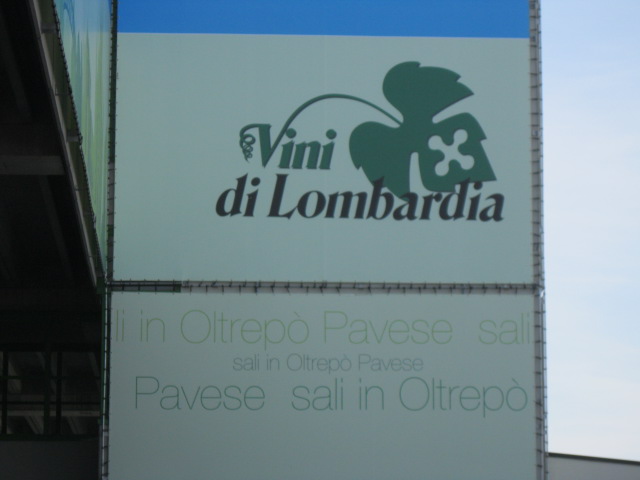 Vini
di Lombardia
li in Oltrepò Pavese sali
sali in Oltrepò Pavese
Pavese sali in Oltrepò